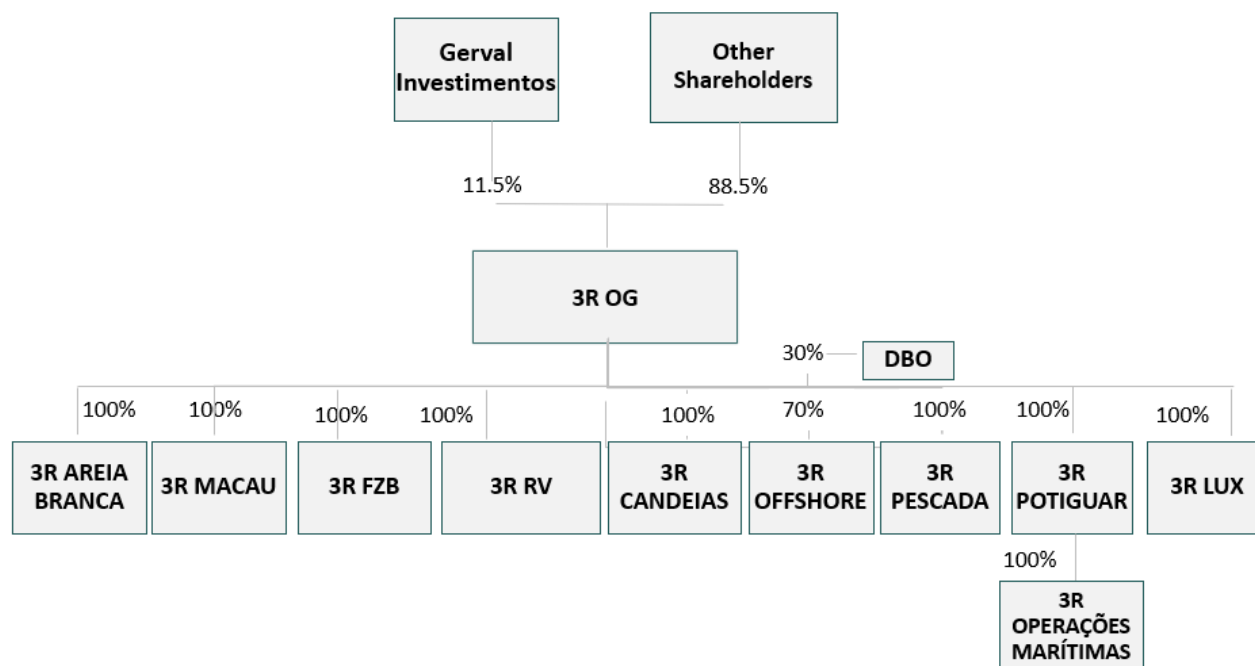 Gerval
Investimentos
Other
Shareholders
11.5%
88.5%
3R OG
30%
DBO
100%
100%
100%
100%
100%
70%
100%
100%
100%
3R AREIA
BRANCA
3R MACAU
3R FZB
3R RV
3R
CANDEIAS
3R
OFFSHORE
3R
PESCADA
3R
POTIGUAR
3R LUX
100%
3R
OPERAÇÕES
MARÍTIMAS